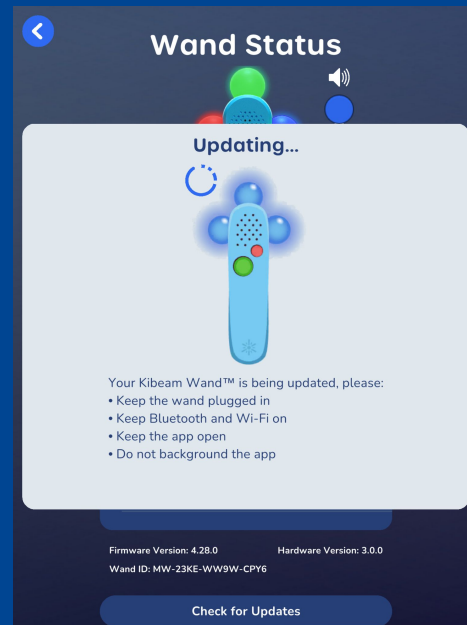 Wand Status
Updating...
Your Kibeam Wand™ is being updated, please:
• Keep the wand plugged in
• Keep Bluetooth and Wi-Fi on
• Keep the app open
• Do not background the app
Firmware Version: 4.28.0 Hardware Version: 3.0.0
Wand ID: MW-23KE-WW9W-CPY6
Check for Updates